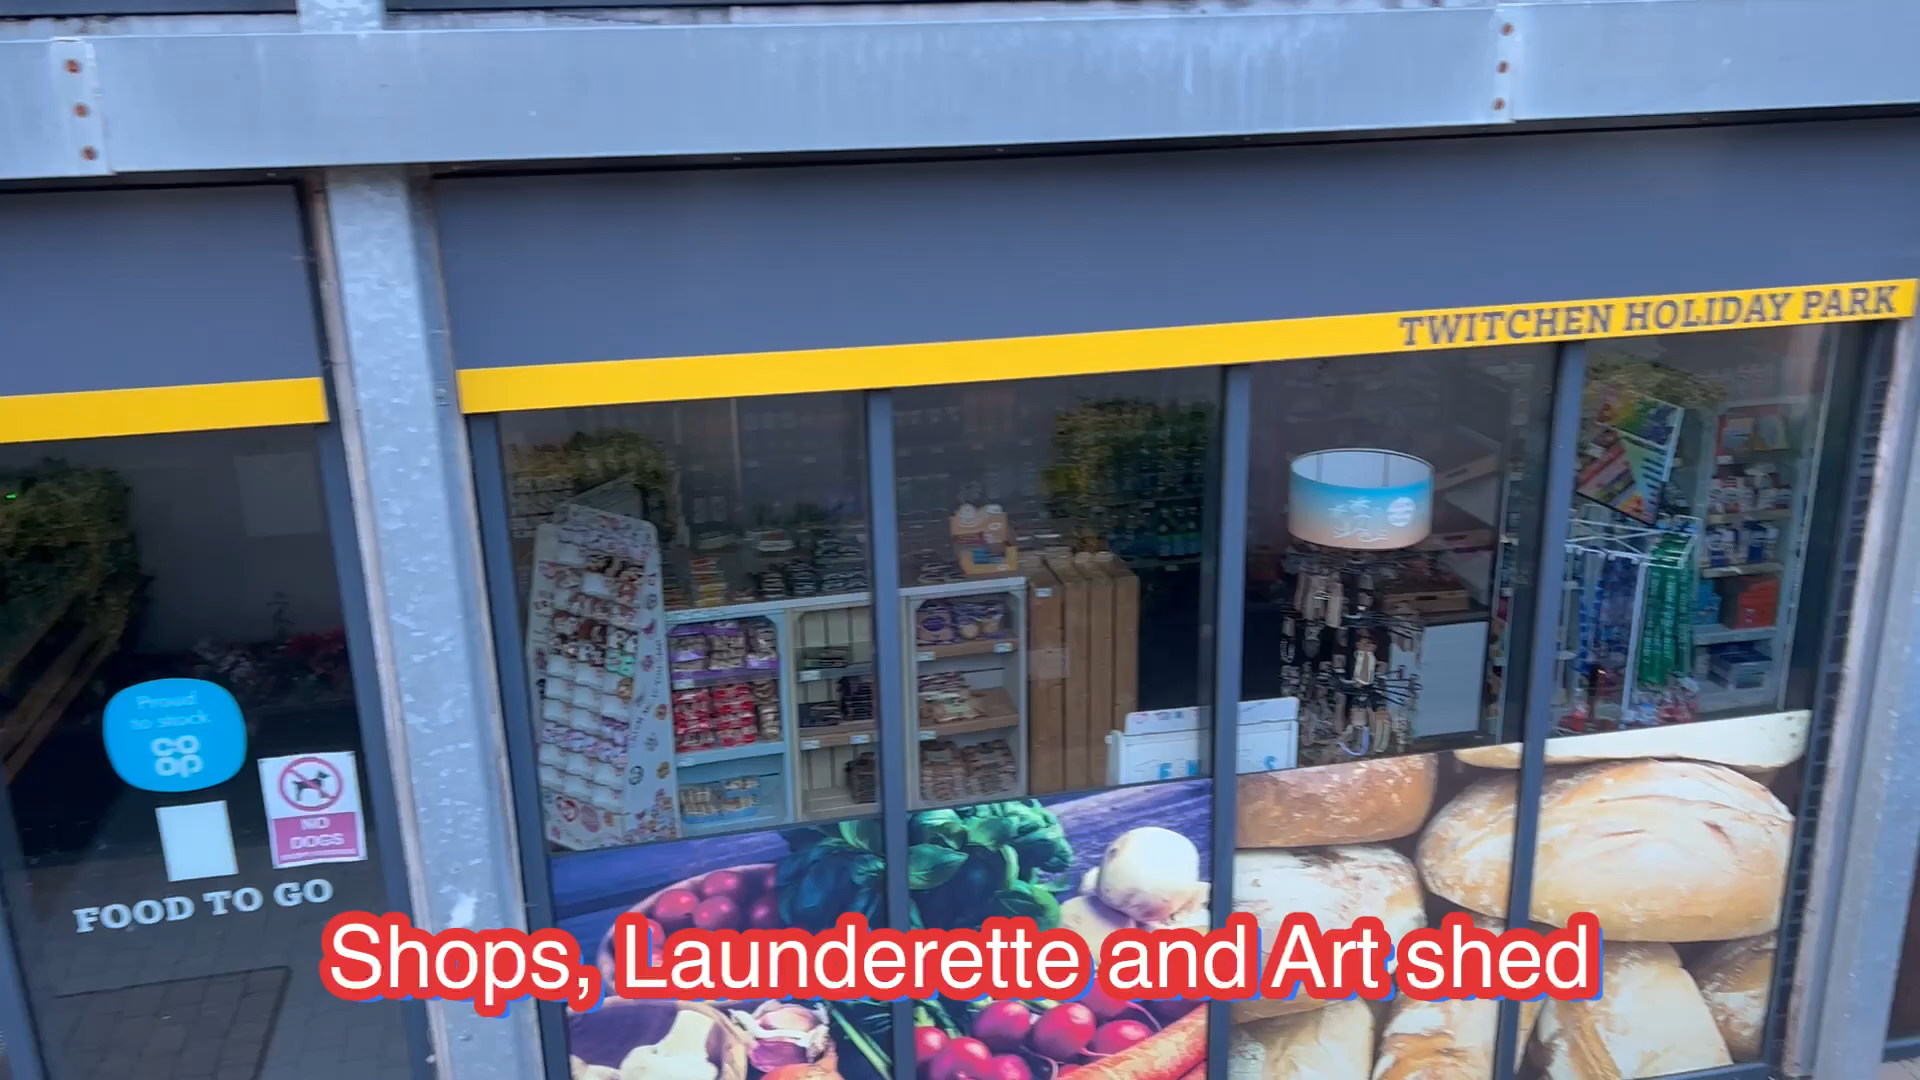 TWITCHEN HOLIDAY PARK
Proud
to stock
co
op
NO
DOGS
FOOD TO GO
Shops, Launderette and Art shed